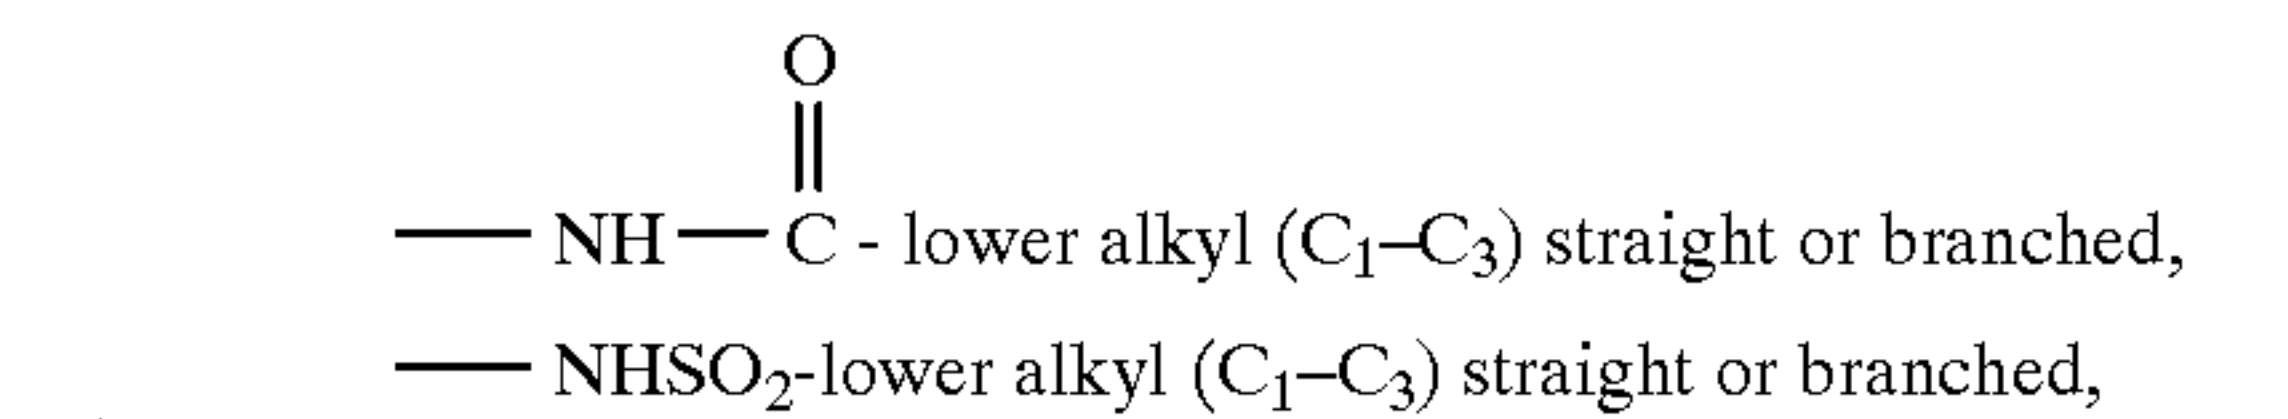 O
— NH — C - lower alkyl (C₁–C₃) straight or branched,
— NHSO₂-lower alkyl (C₁–C₃) straight or branched,